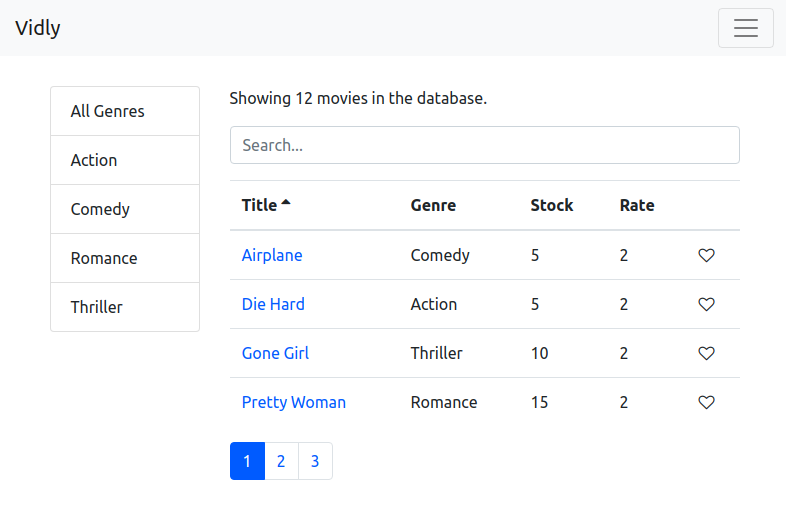 Vidly
All Genres
Action
Comedy
Romance
Thriller
Showing 12 movies in the database.
Search...
Title Genre Stock Rate
Airplane Comedy 5 2
Die Hard Action 5 2
Gone Girl Thriller 10 2
Pretty Woman Romance 15 2
1 2 3